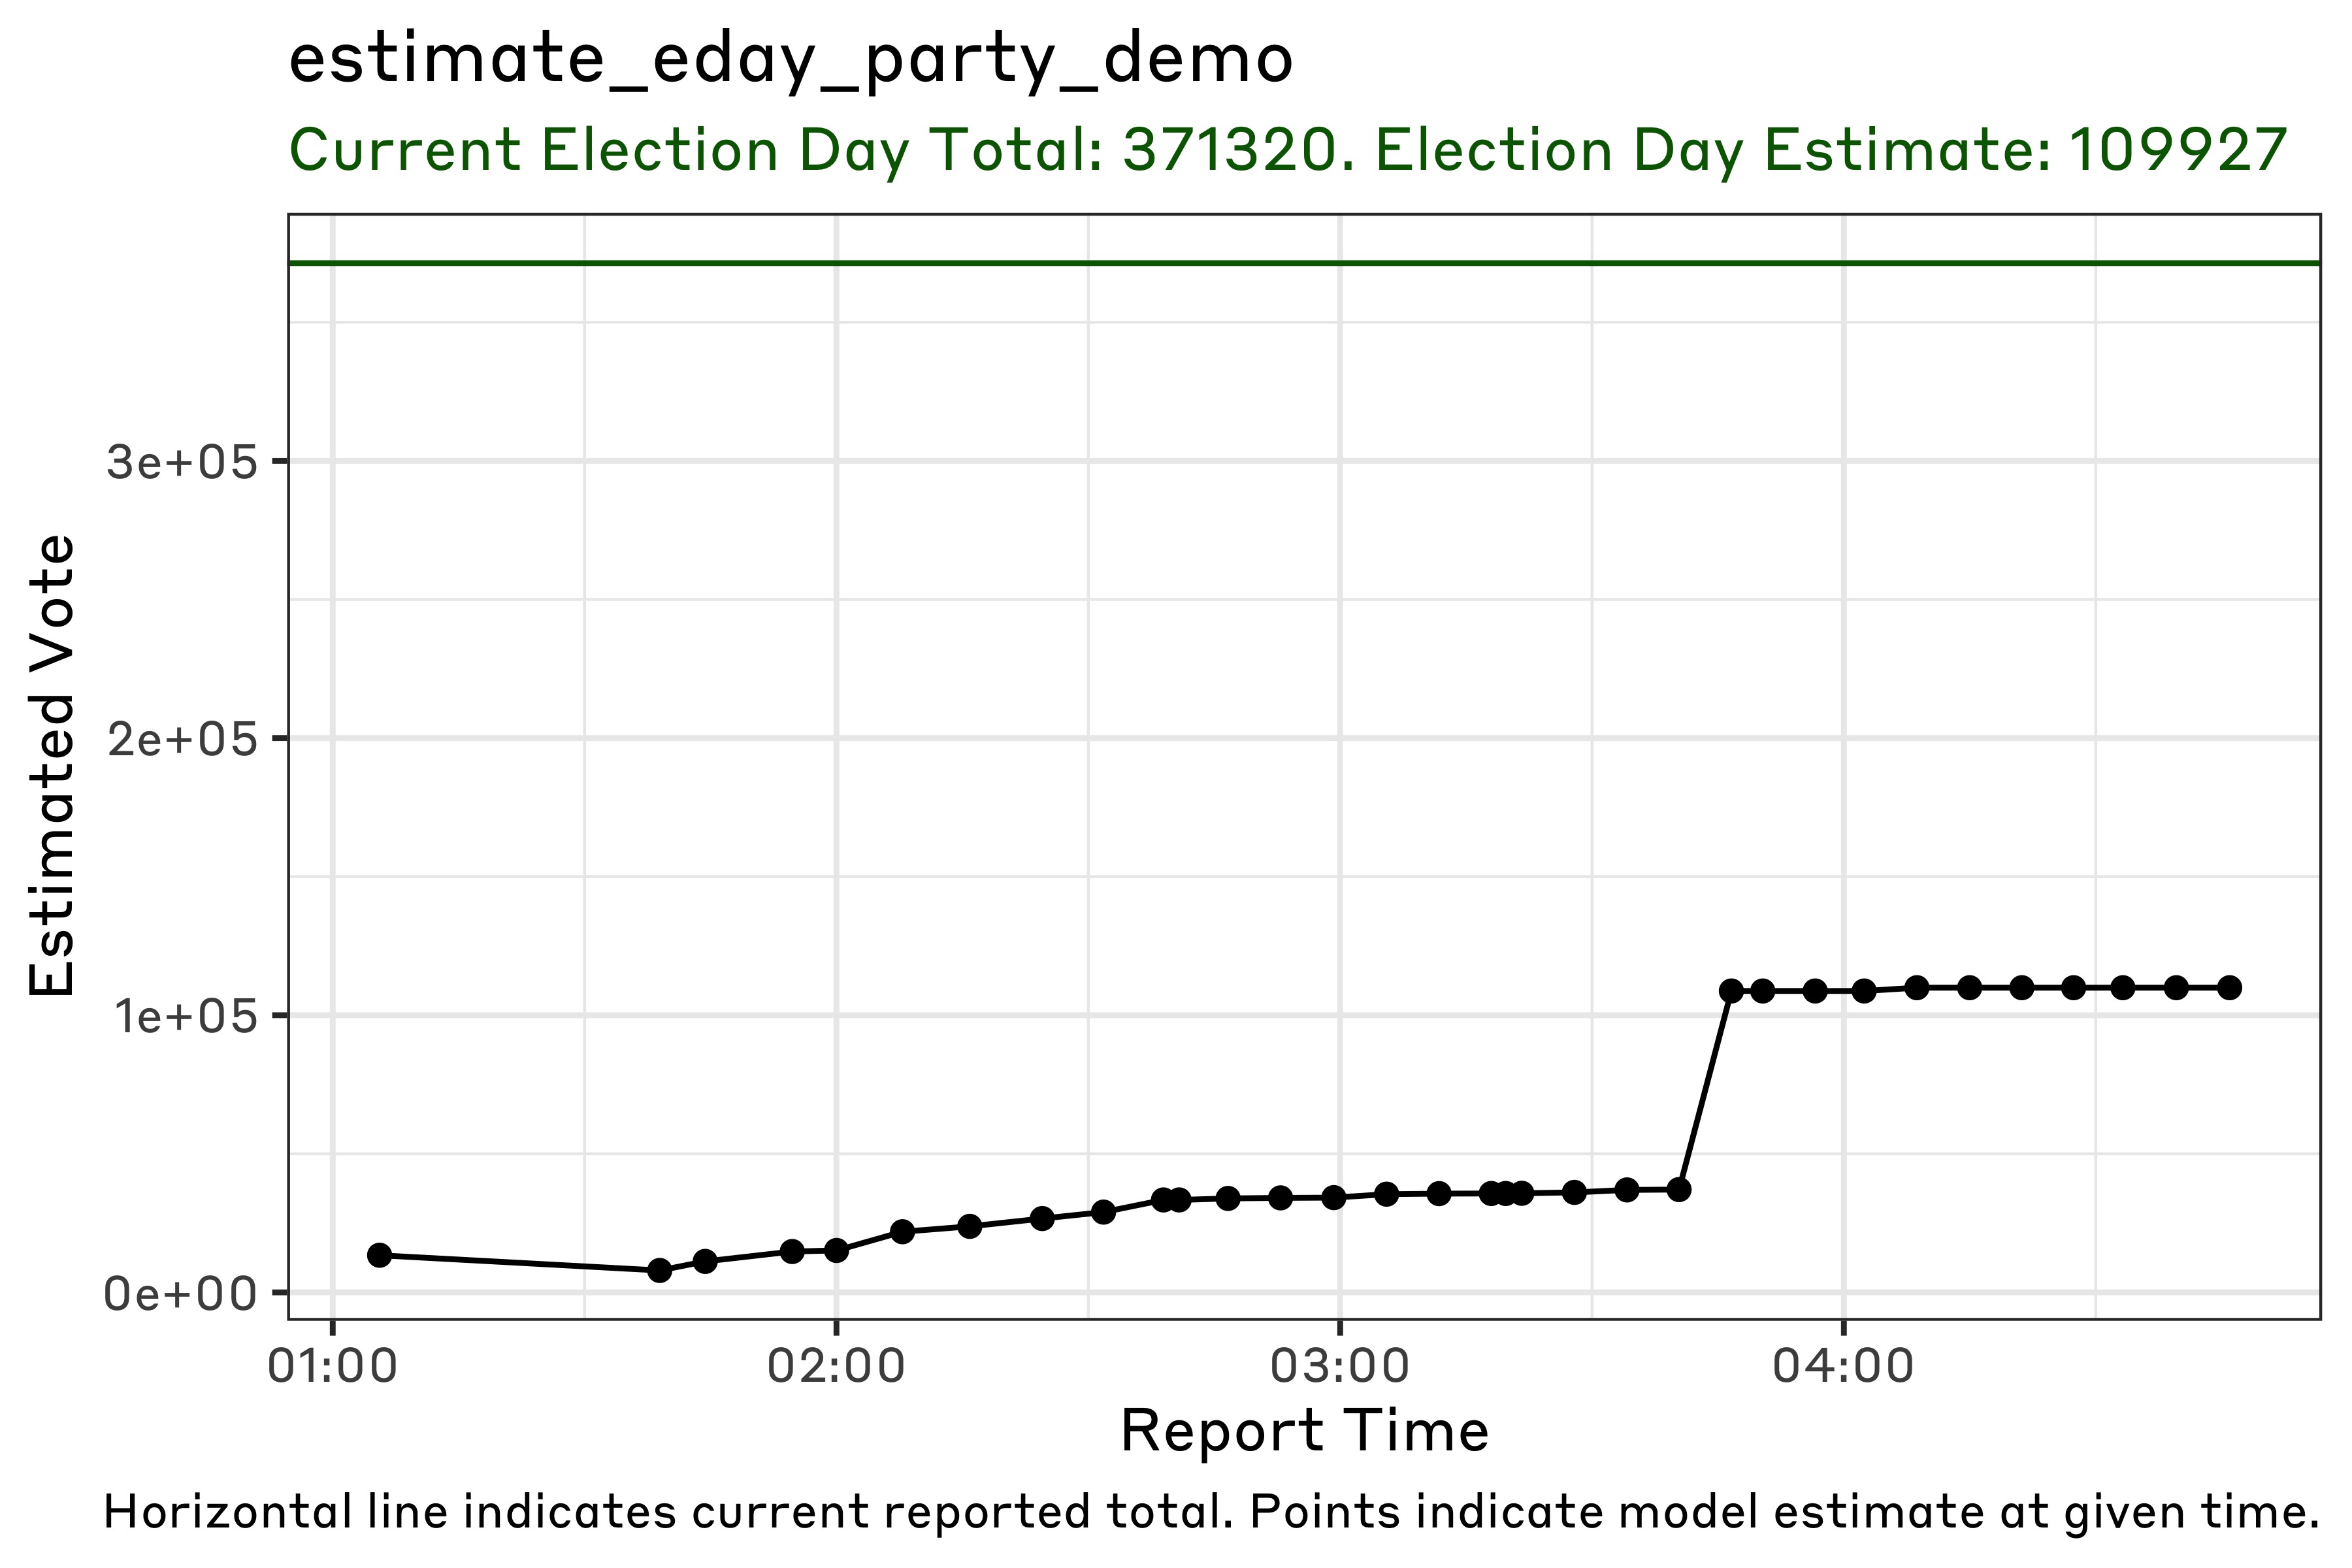 estimate_eday_party_demo
Current Election Day Total: 371320. Election Day Estimate: 109927
Estimated Vote
3e+05
2e+05
1e+05
0e+00
01:00 02:00 03:00 04:00
Report Time
Horizontal line indicates current reported total. Points indicate model estimate at given time.